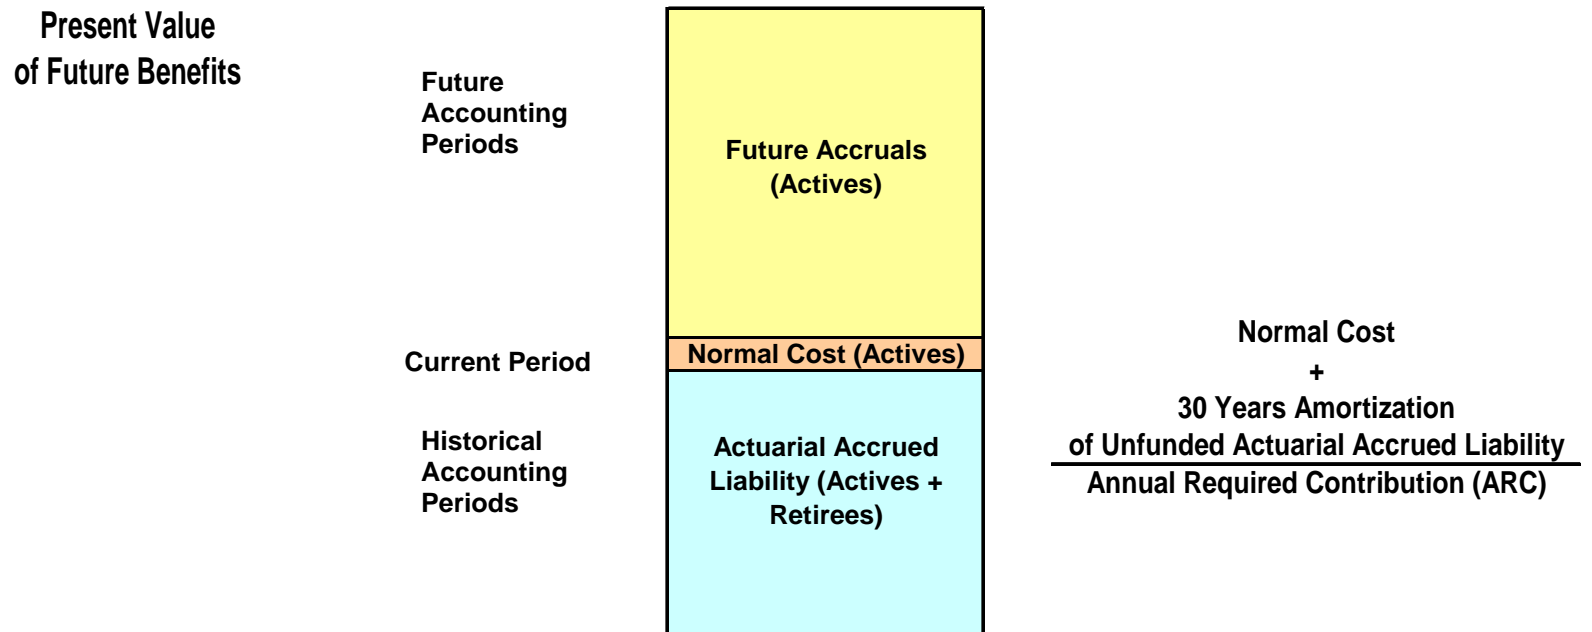 Present Value
of Future Benefits
Future
Accounting
Periods
Future Accruals
(Actives)
Current Period
Normal Cost (Actives)
Historical
Accounting
Periods
Actuarial Accrued
Liability (Actives +
Retirees)
Normal Cost
+
30 Years Amortization
of Unfunded Actuarial Accrued Liability
Annual Required Contribution (ARC)